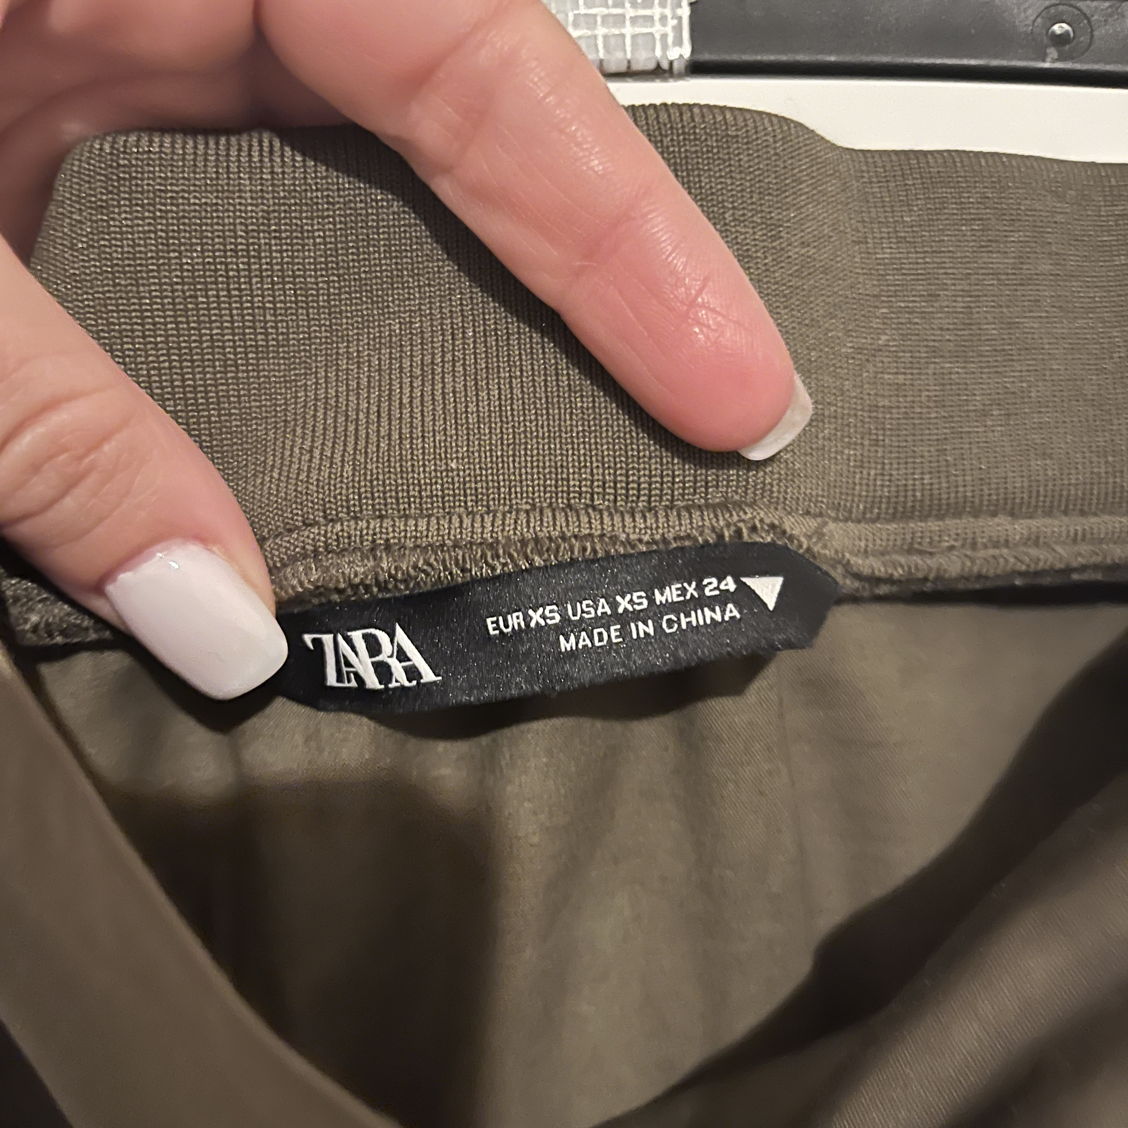 ZARA
EUR XS USA XS MEX 24
MADE IN CHINA